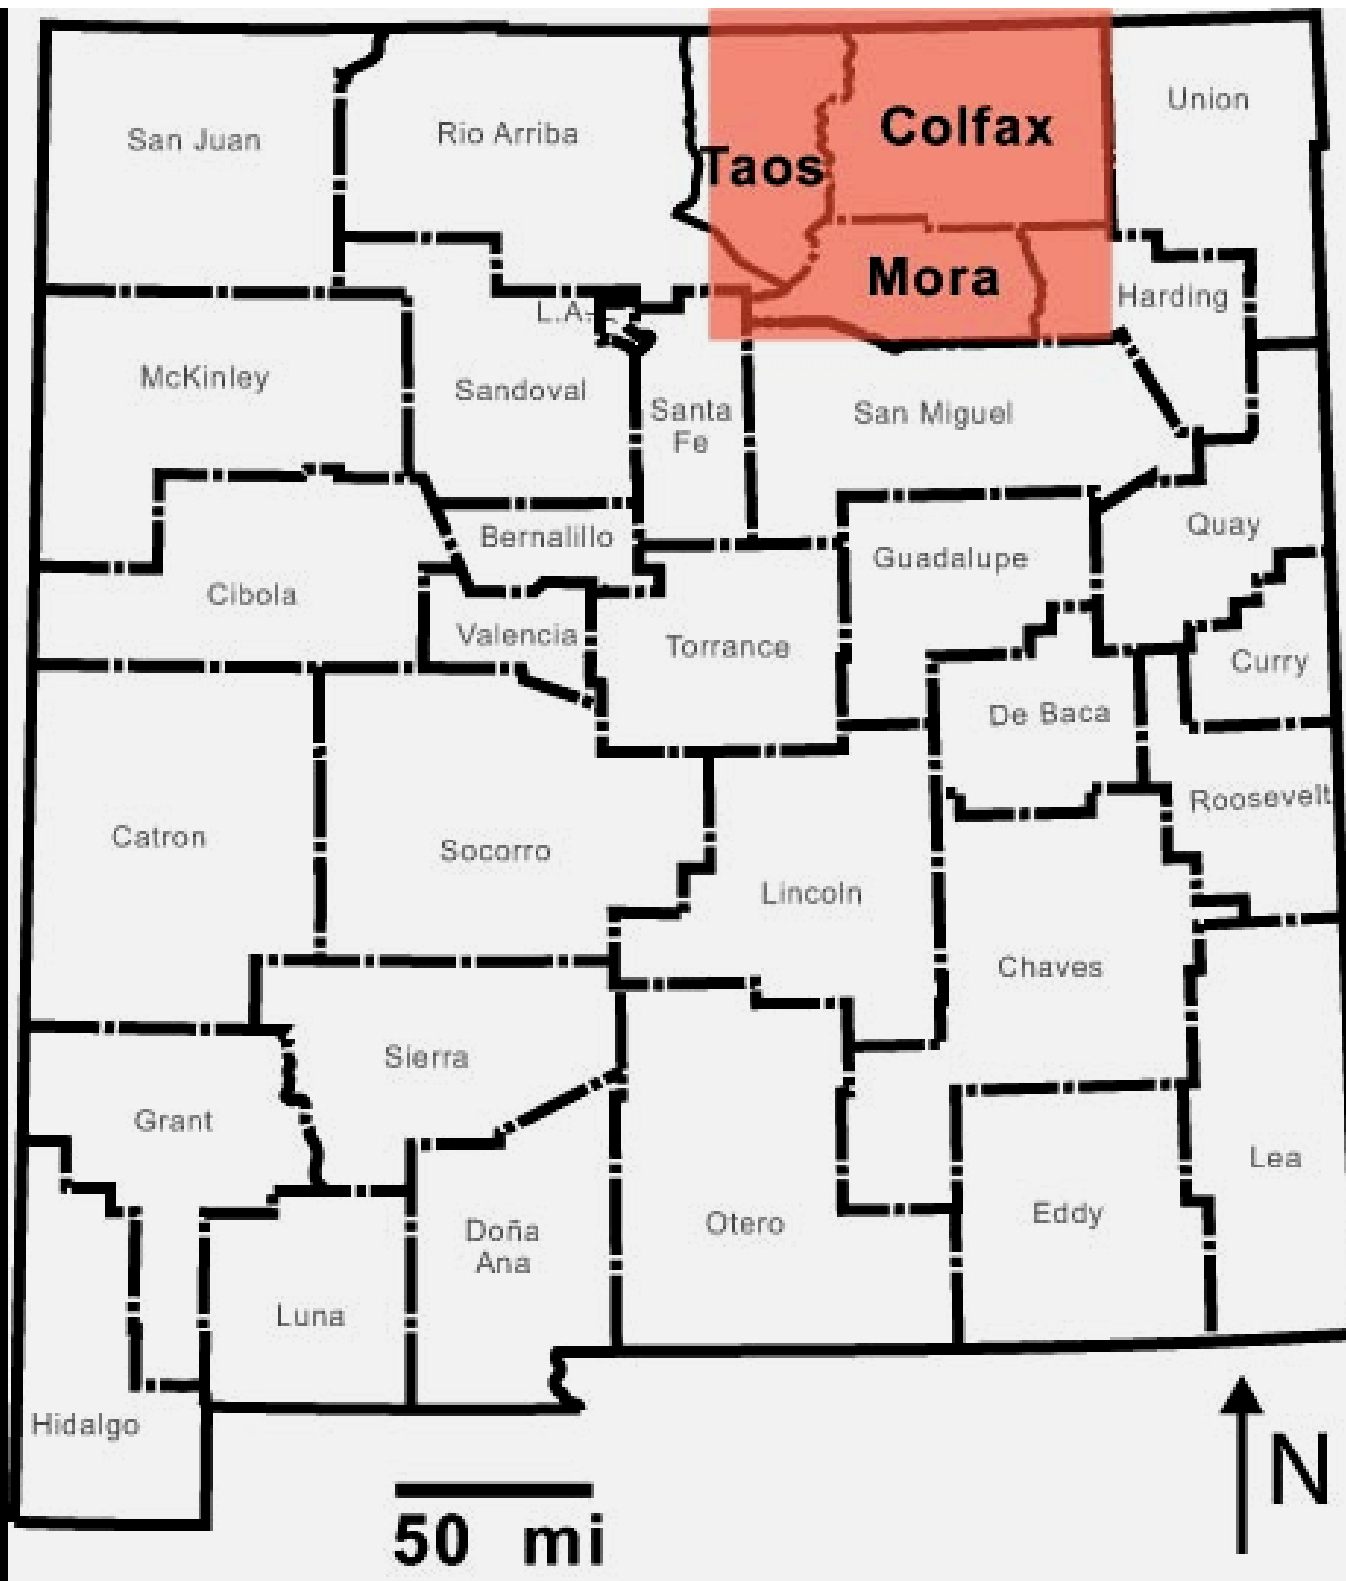 Union
Colfax
San Juan
Rio Arriba
Taos
Mora
Harding
L.A.
McKinley
Sandoval
Santa
Fe
San Miguel
Quay
Bernalillo
Guadalupe
Cibola
Valencia
Torrance
Curry
De Baca
Roosevelt
Catron
Socorro
Lincoln
Chaves
Sierra
Grant
Lea
Otero
Eddy
Doña
Ana
Luna
Hidalgo
N
50 mi